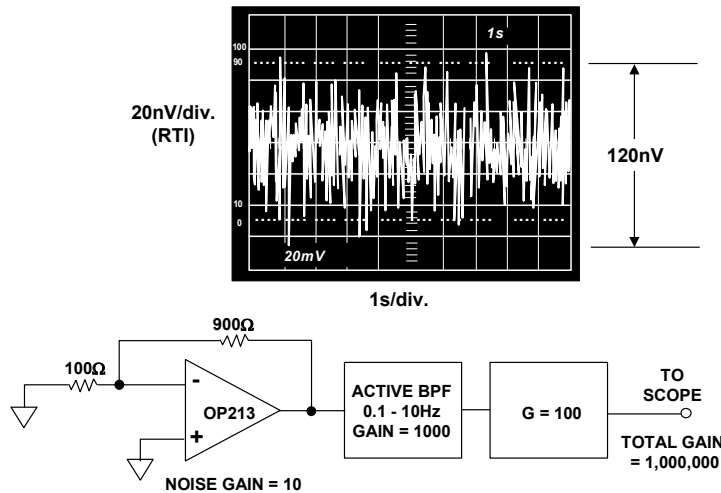 1s
100
90
20nV/div.
(RTI)
120nV
10
0
20mV
1s/div.
900Ω
100Ω
-
OP213
+
NOISE GAIN = 10
ACTIVE BPF
0.1 - 10Hz
GAIN = 1000
G = 100
TO
SCOPE
TOTAL GAIN
= 1,000,000